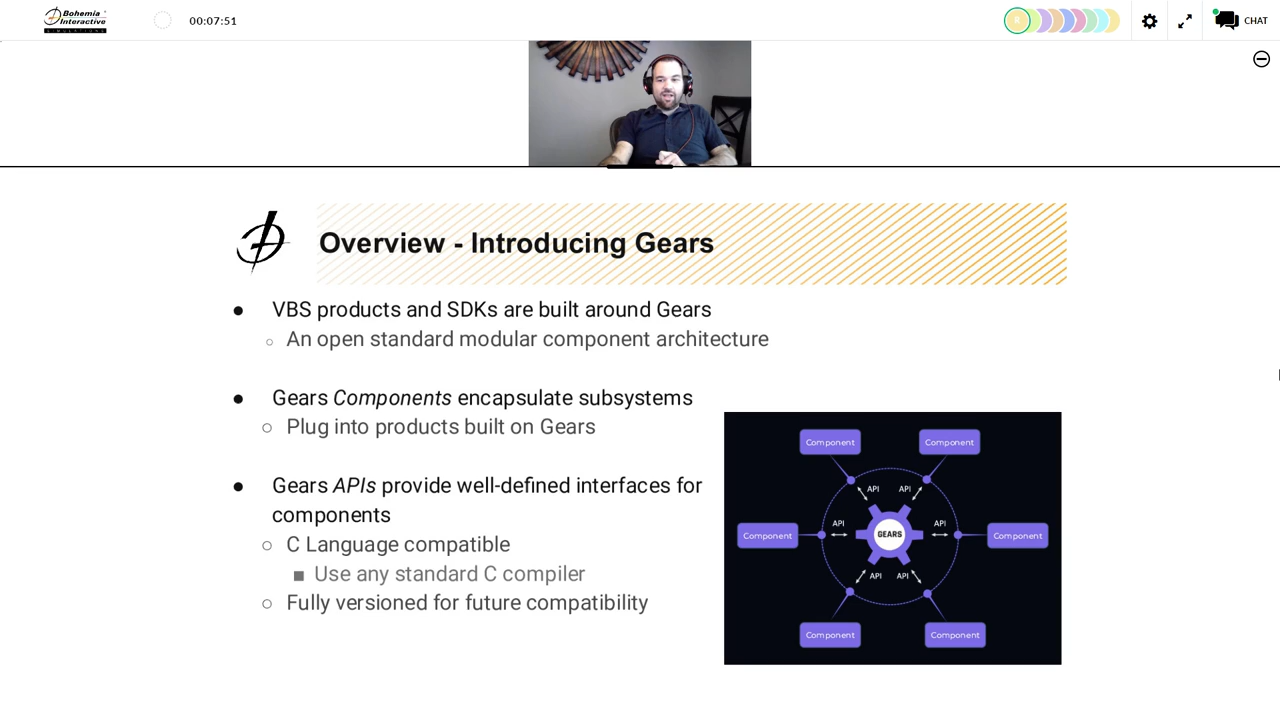 Bohemia
Interactive
SIMULATIONS
00:07:51
R
CHAT
Overview - Introducing Gears
● VBS products and SDKs are built around Gears
○ An open standard modular component architecture
● Gears Components encapsulate subsystems
○ Plug into products built on Gears
● Gears APIs provide well-defined interfaces for
components
○ C Language compatible
■ Use any standard C compiler
○ Fully versioned for future compatibility
Component
Component
API
API
Component
API
GEARS
API
Component
API
API
Component
Component